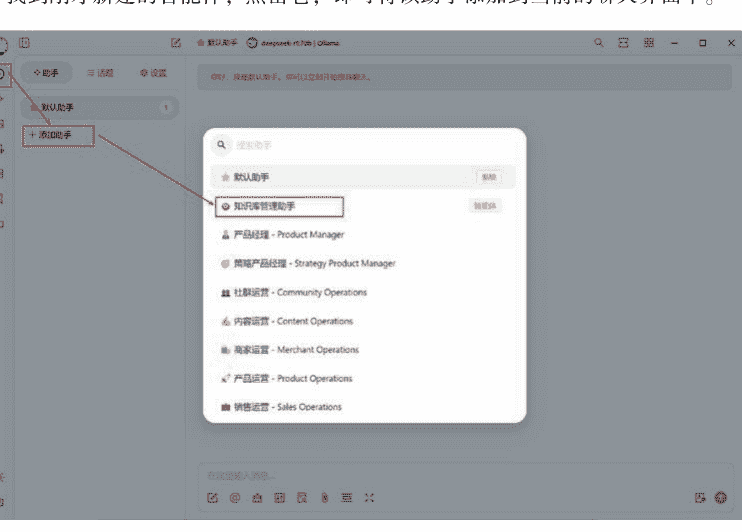 找到刚才新建的智能体，点击它，即可将该助手添加到当前的聊天界面中。
默认助手 deepseek-r1:70b | Ollama
助手 话题 设置
默认助手 1
+ 添加助手
搜索助手
默认助手
知识库管理助手 智能体
产品经理 - Product Manager
策略产品经理 - Strategy Product Manager
社群运营 - Community Operations
内容运营 - Content Operations
商家运营 - Merchant Operations
产品运营 - Product Operations
销售运营 - Sales Operations